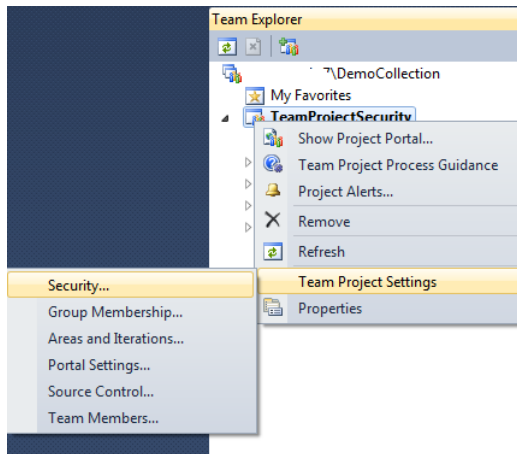 Team Explorer
7\DemoCollection
My Favorites
TeamProjectSecurity
Show Project Portal...
Team Project Process Guidance
Project Alerts...
Remove
Refresh
Team Project Settings
Properties
Security...
Group Membership...
Areas and Iterations...
Portal Settings...
Source Control...
Team Members...